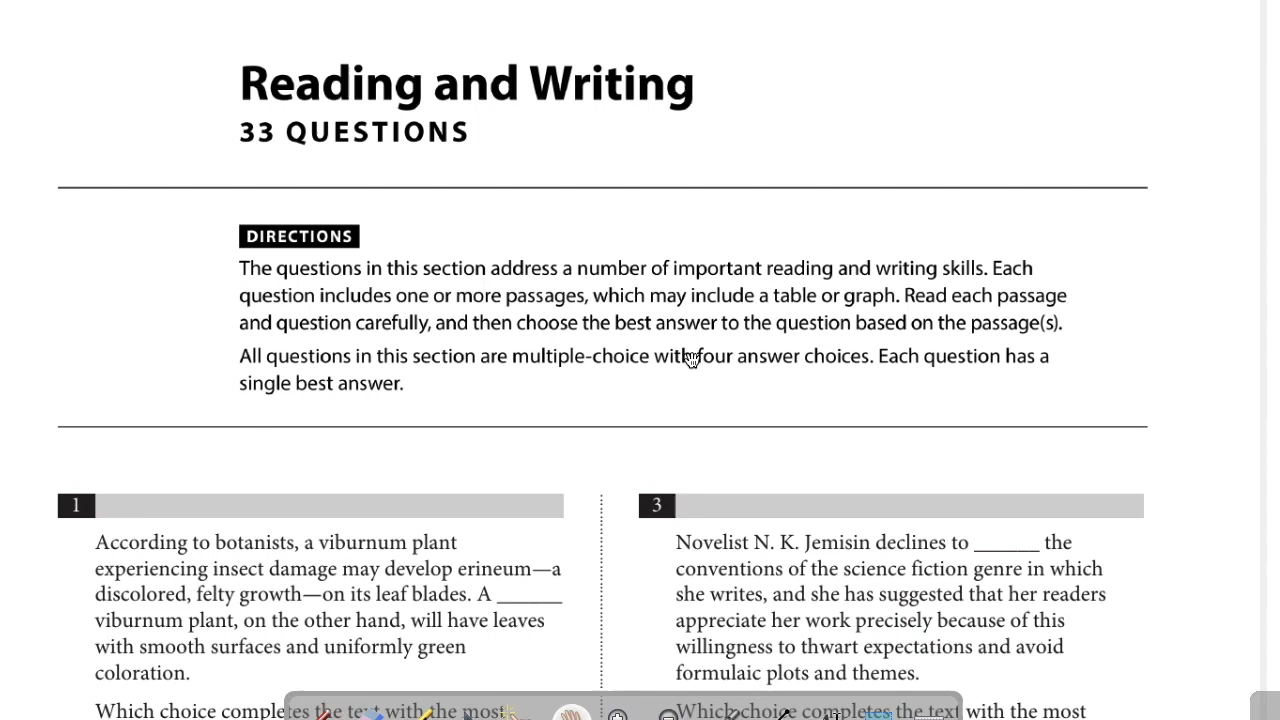 Reading and Writing
33 QUESTIONS
DIRECTIONS
The questions in this section address a number of important reading and writing skills. Each
question includes one or more passages, which may include a table or graph. Read each passage
and question carefully, and then choose the best answer to the question based on the passage(s).
All questions in this section are multiple-choice with four answer choices. Each question has a
single best answer.
1
According to botanists, a viburnum plant
experiencing insect damage may develop erineum—a
discolored, felty growth—on its leaf blades. A ______
viburnum plant, on the other hand, will have leaves
with smooth surfaces and uniformly green
coloration.
Which choice completes the text with the most
3
Novelist N. K. Jemisin declines to ______ the
conventions of the science fiction genre in which
she writes, and she has suggested that her readers
appreciate her work precisely because of this
willingness to thwart expectations and avoid
formulaic plots and themes.
Which choice completes the text with the most